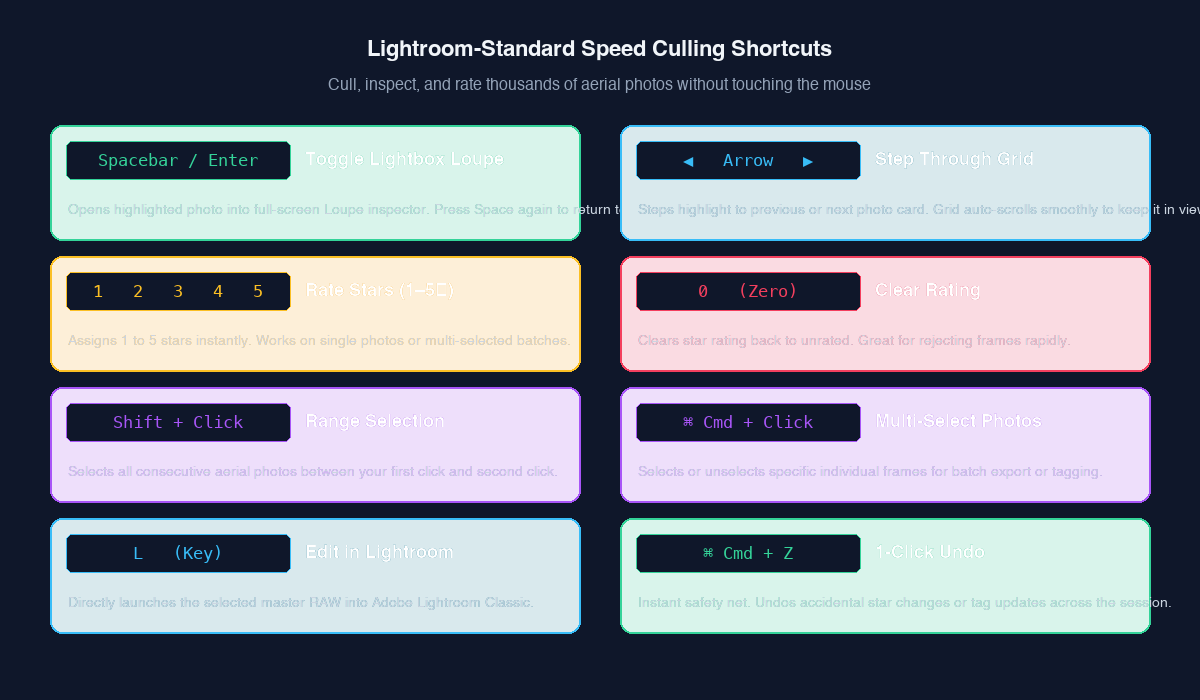 Lightroom-Standard Speed Culling Shortcuts
Cull, inspect, and rate thousands of aerial photos without touching the mouse
Spacebar / Enter
Toggle Lightbox Loupe
Opens highlighted photo into full-screen Loupe inspector. Press Space again to return t
◄ Arrow ►
Step Through Grid
Steps highlight to previous or next photo card. Grid auto-scrolls smoothly to keep it in view
1 2 3 4 5
Rate Stars (1–5□)
Assigns 1 to 5 stars instantly. Works on single photos or multi-selected batches.
0 (Zero)
Clear Rating
Clears star rating back to unrated. Great for rejecting frames rapidly.
Shift + Click
Range Selection
Selects all consecutive aerial photos between your first click and second click.
⌘ Cmd + Click
Multi-Select Photos
Selects or unselects specific individual frames for batch export or tagging.
L (Key)
Edit in Lightroom
Directly launches the selected master RAW into Adobe Lightroom Classic.
⌘ Cmd + Z
1-Click Undo
Instant safety net. Undos accidental star changes or tag updates across the session.